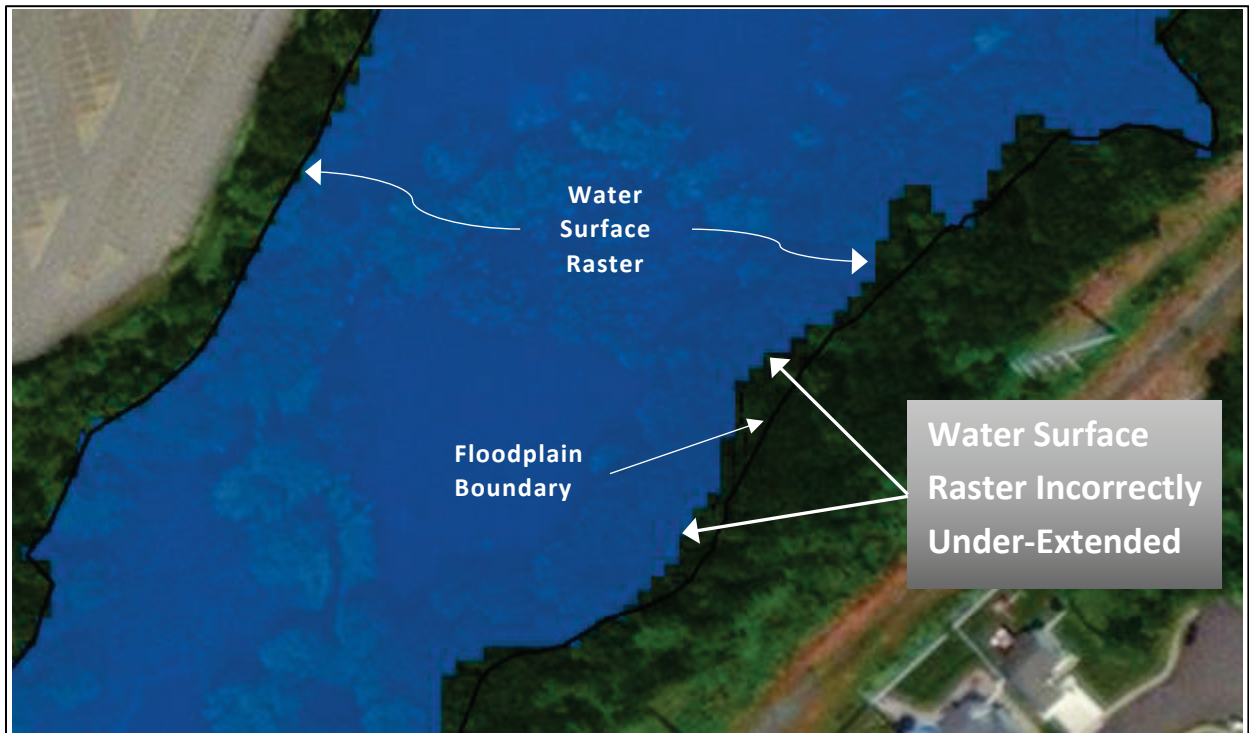 Water
Surface
Raster
Floodplain
Boundary
Water Surface
Raster Incorrectly
Under-Extended